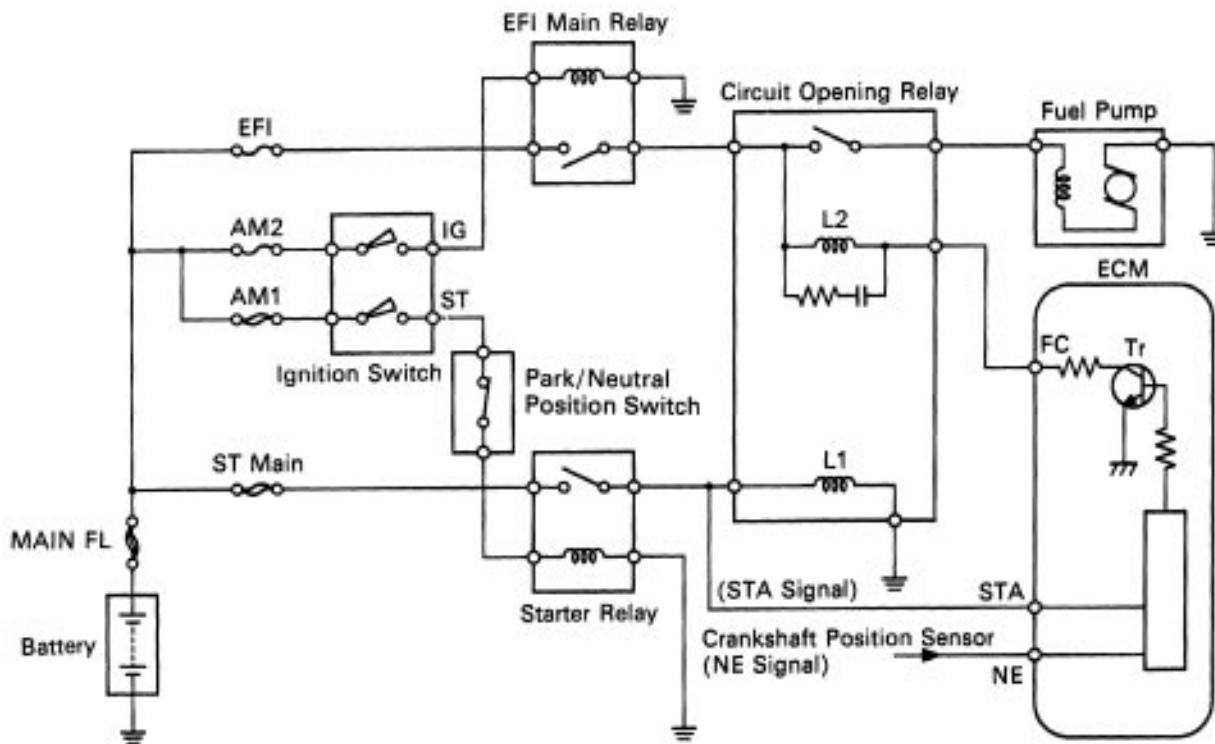 EFI Main Relay
Circuit Opening Relay
Fuel Pump
EFI
AM2
IG
L2
AM1
ST
ECM
Ignition Switch
Park/Neutral
Position Switch
FC
Tr
ST Main
L1
MAIN FL
(STA Signal)
STA
Starter Relay
Battery
Crankshaft Position Sensor
(NE Signal)
NE